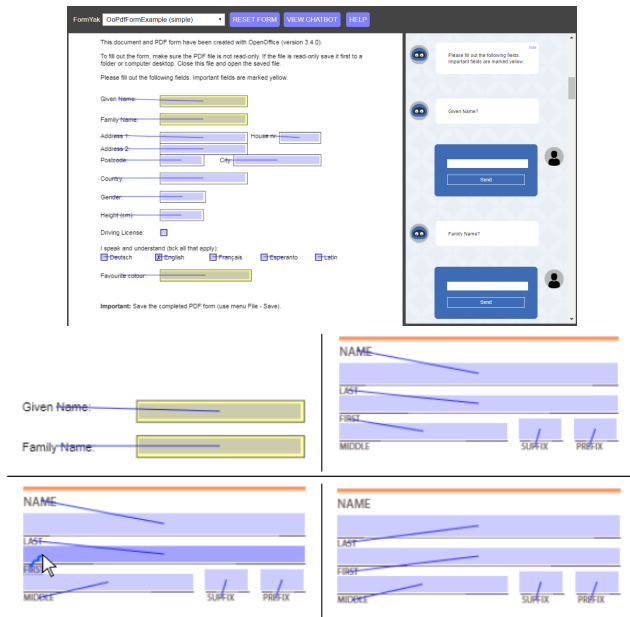 FormYak OoPdfFormExample (simple) RESET FORM VIEW CHATBOT HELP
This document and PDF form have been created with OpenOffice (version 3.4.0).
To fill out the form, make sure the PDF file is not read-only. If the file is read-only save it first to a
folder or computer desktop. Close this file and open the saved file.
Please fill out the following fields. Important fields are marked yellow.
Given Name:
Family Name:
Address 1: House nr:
Address 2:
Postcode: City:
Country:
Gender:
Height (cm):
Driving License:
I speak and understand (tick all that apply):
Deutsch English Français Esperanto Latin
Favourite colour:
Important: Save the completed PDF form (use menu File - Save).
Please fill out the following fields.
Important fields are marked yellow.
Given Name?
Send
Family Name?
Send
Given Name:
Family Name:
NAME
LAST
FIRST
MIDDLE SUFFIX PREFIX
NAME
LAST
FIRST
MIDDLE SUFFIX PREFIX
NAME
LAST
FIRST
MIDDLE SUFFIX PREFIX